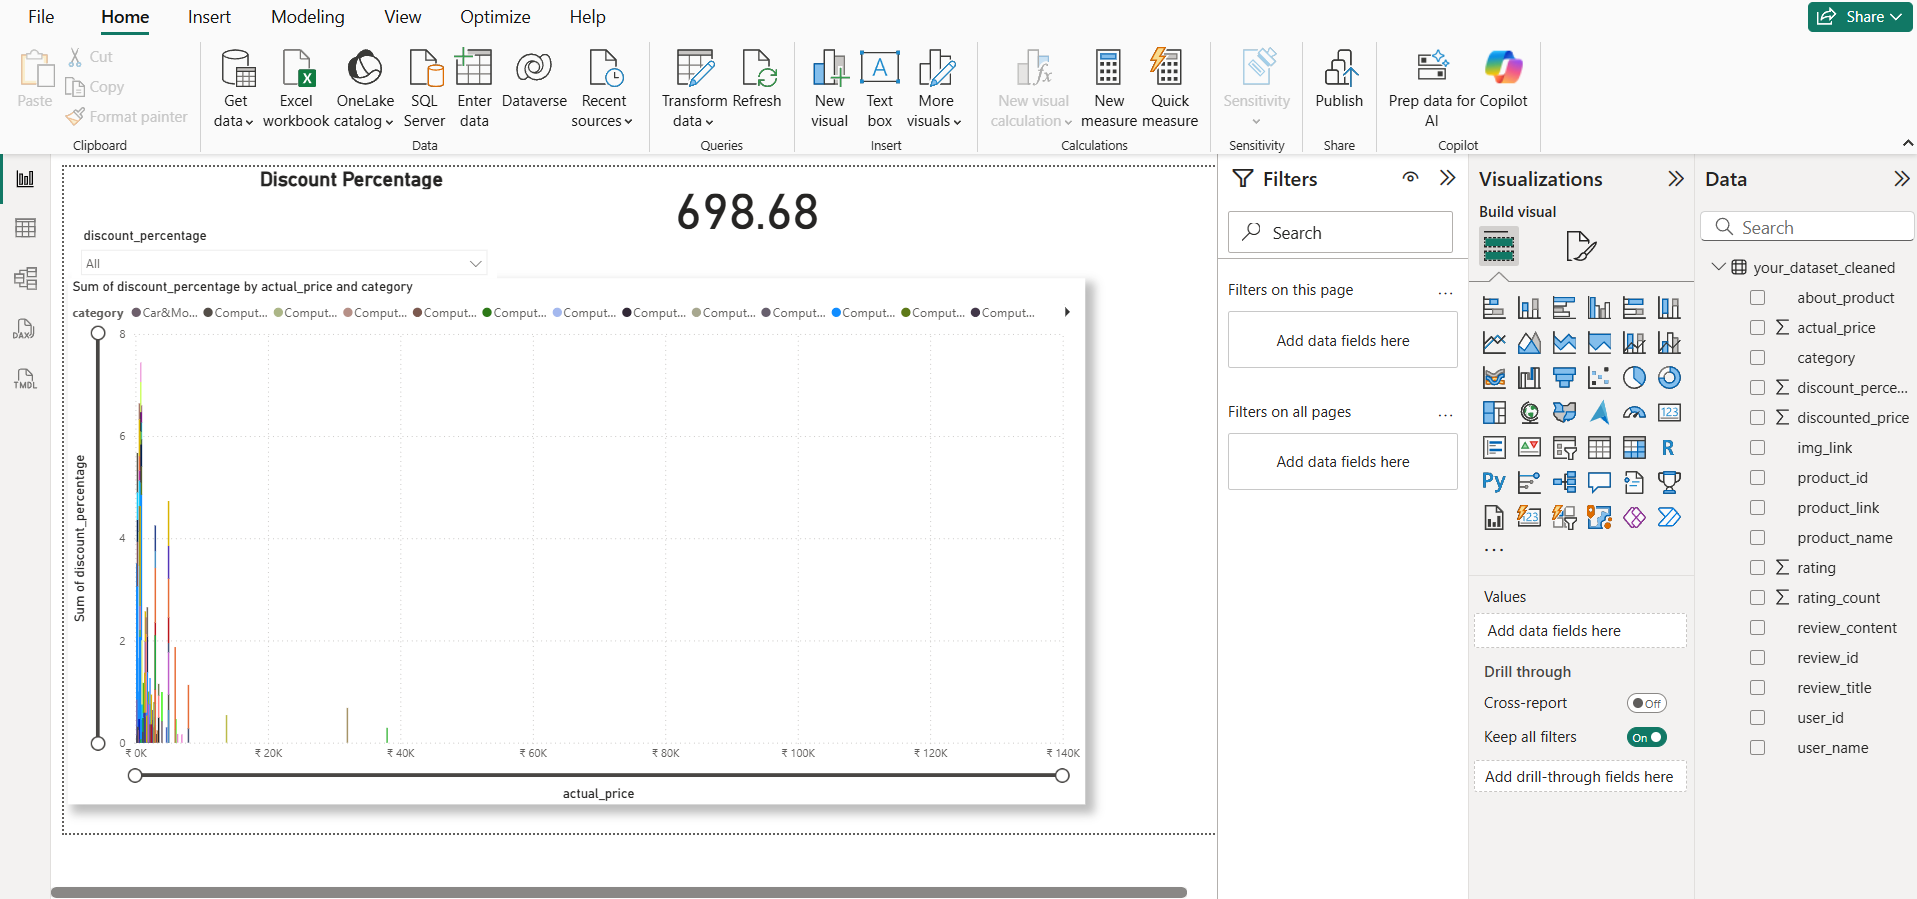 File Home Insert Modeling View Optimize Help Share
Paste
Cut
Copy
Format painter
Clipboard
Get data
Excel workbook
OneLake catalog
SQL Server
Enter data
Dataverse
Recent sources
Data
Transform data
Refresh
Queries
New visual
Text box
More visuals
Insert
New visual calculation
New measure
Quick measure
Calculations
Sensitivity
Sensitivity
Publish
Share
Prep data for AI
Copilot
Copilot
DAX
TMDL
Discount Percentage
698.68
discount_percentage
All
Sum of discount_percentage by actual_price and category
category Car&Mo... Comput... Comput... Comput... Comput... Comput... Comput... Comput... Comput... Comput... Comput... Comput... Comput...
Sum of discount_percentage
8
6
4
2
0
₹ 0K ₹ 20K ₹ 40K ₹ 60K ₹ 80K ₹ 100K ₹ 120K ₹ 140K
actual_price
Filters
Search
Filters on this page ...
Add data fields here
Filters on all pages ...
Add data fields here
Visualizations
Build visual
123
R
Py
123
...
Values
Add data fields here
Drill through
Cross-report Off
Keep all filters On
Add drill-through fields here
Data
Search
your_dataset_cleaned
about_product
Σ actual_price
category
Σ discount_perce...
Σ discounted_price
img_link
product_id
product_link
product_name
Σ rating
Σ rating_count
review_content
review_id
review_title
user_id
user_name